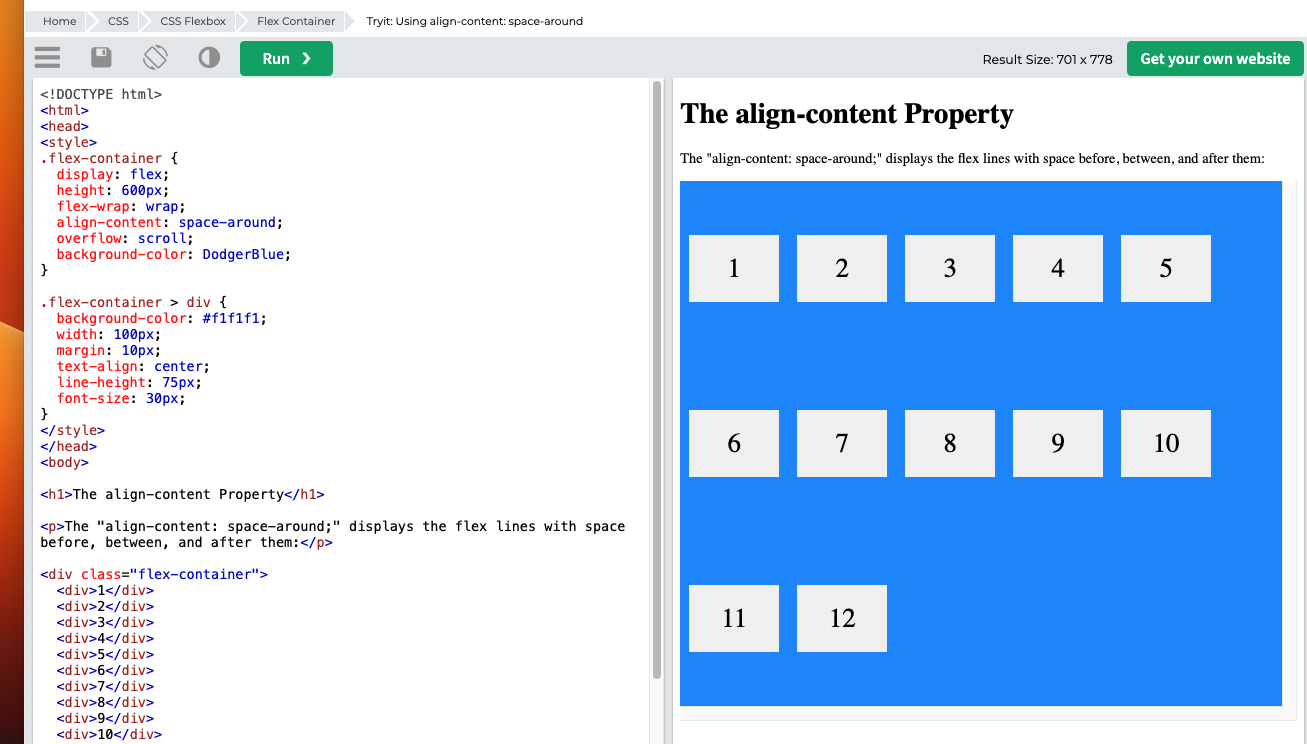 Home CSS CSS Flexbox Flex Container Tryit: Using align-content: space-around
Run ❯ Result Size: 701 x 778 Get your own website
<!DOCTYPE html>
<html>
<head>
<style>
.flex-container {
  display: flex;
  height: 600px;
  flex-wrap: wrap;
  align-content: space-around;
  overflow: scroll;
  background-color: DodgerBlue;
}

.flex-container > div {
  background-color: #f1f1f1;
  width: 100px;
  margin: 10px;
  text-align: center;
  line-height: 75px;
  font-size: 30px;
}
</style>
</head>
<body>

<h1>The align-content Property</h1>

<p>The "align-content: space-around;" displays the flex lines with space
before, between, and after them:</p>

<div class="flex-container">
  <div>1</div>
  <div>2</div>
  <div>3</div>
  <div>4</div>
  <div>5</div>
  <div>6</div>
  <div>7</div>
  <div>8</div>
  <div>9</div>
  <div>10</div>
The align-content Property
The "align-content: space-around;" displays the flex lines with space before, between, and after them:
1 2 3 4 5
6 7 8 9 10
11 12